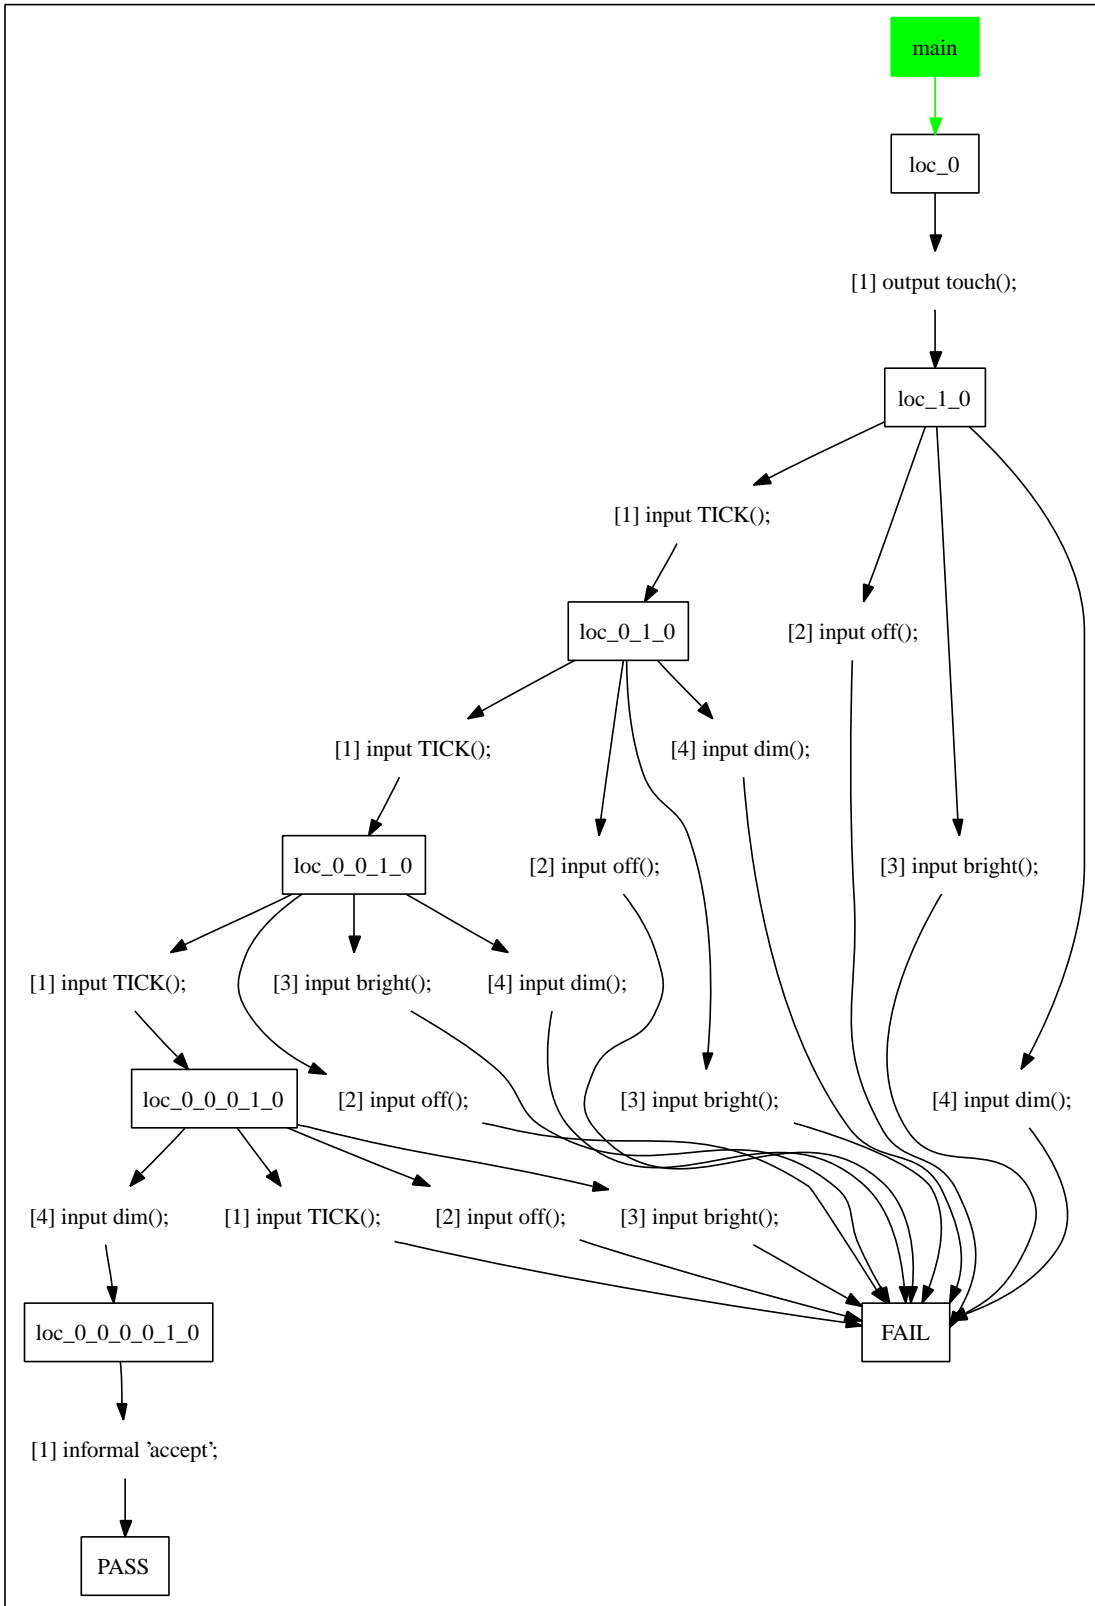 main
loc_0
[1] output touch();
loc_1_0
[1] input TICK();
loc_0_1_0
[2] input off();
[1] input TICK();
[4] input dim();
loc_0_0_1_0
[2] input off();
[3] input bright();
[1] input TICK();
[3] input bright();
[4] input dim();
loc_0_0_0_1_0
[2] input off();
[3] input bright();
[4] input dim();
[4] input dim();
[1] input TICK();
[2] input off();
[3] input bright();
loc_0_0_0_0_1_0
FAIL
[1] informal 'accept';
PASS